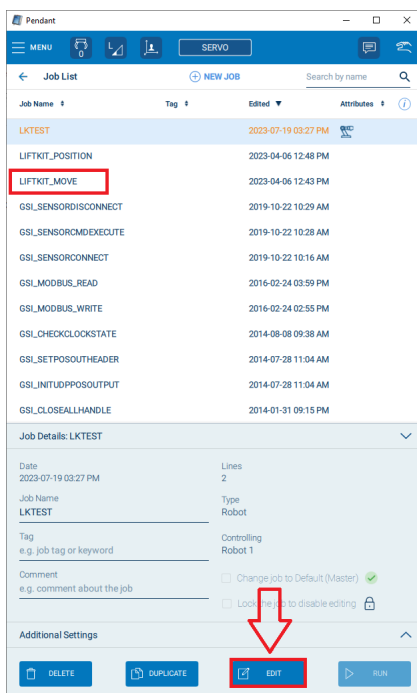 Pendant
MENU
0
L
SERVO
Job List
NEW JOB
Search by name
Job Name Tag Edited Attributes
LKTEST 2023-07-19 03:27 PM
LIFTKIT_POSITION 2023-04-06 12:48 PM
LIFTKIT_MOVE 2023-04-06 12:43 PM
GSI_SENSORDISCONNECT 2019-10-22 10:29 AM
GSI_SENSORCMDEXECUTE 2019-10-22 10:28 AM
GSI_SENSORCONNECT 2019-10-22 10:16 AM
GSI_MODBUS_READ 2016-02-24 03:59 PM
GSI_MODBUS_WRITE 2016-02-24 02:55 PM
GSI_CHECKCLOCKSTATE 2014-08-08 09:38 AM
GSI_SETPOSOUTHEADER 2014-07-28 11:04 AM
GSI_INITUDPPOSOUTPUT 2014-07-28 11:04 AM
GSI_CLOSEALLHANDLE 2014-01-31 09:15 PM
Job Details: LKTEST
Date Lines
2023-07-19 03:27 PM 2
Job Name Type
LKTEST Robot
Tag Controlling
e.g. job tag or keyword Robot 1
Comment
e.g. comment about the job
Change job to Default (Master)
Lock the job to disable editing
Additional Settings
DELETE DUPLICATE EDIT RUN